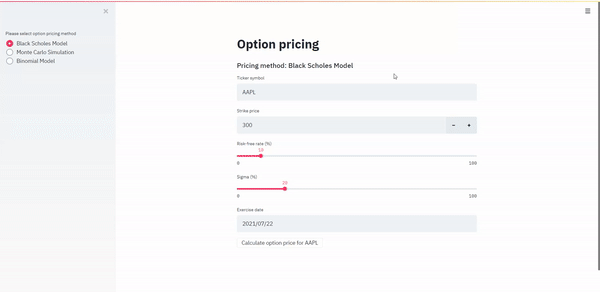 Please select option pricing method:
Black Scholes Model
Monte Carlo Simulation
Binomial Model
Option pricing
Pricing method: Black Scholes Model
Ticker symbol
AAPL
Strike price
300
- +
Risk-free rate (%)
10
0 100
Sigma (%)
20
0 100
Exercise date
2021/07/22
Calculate option price for AAPL